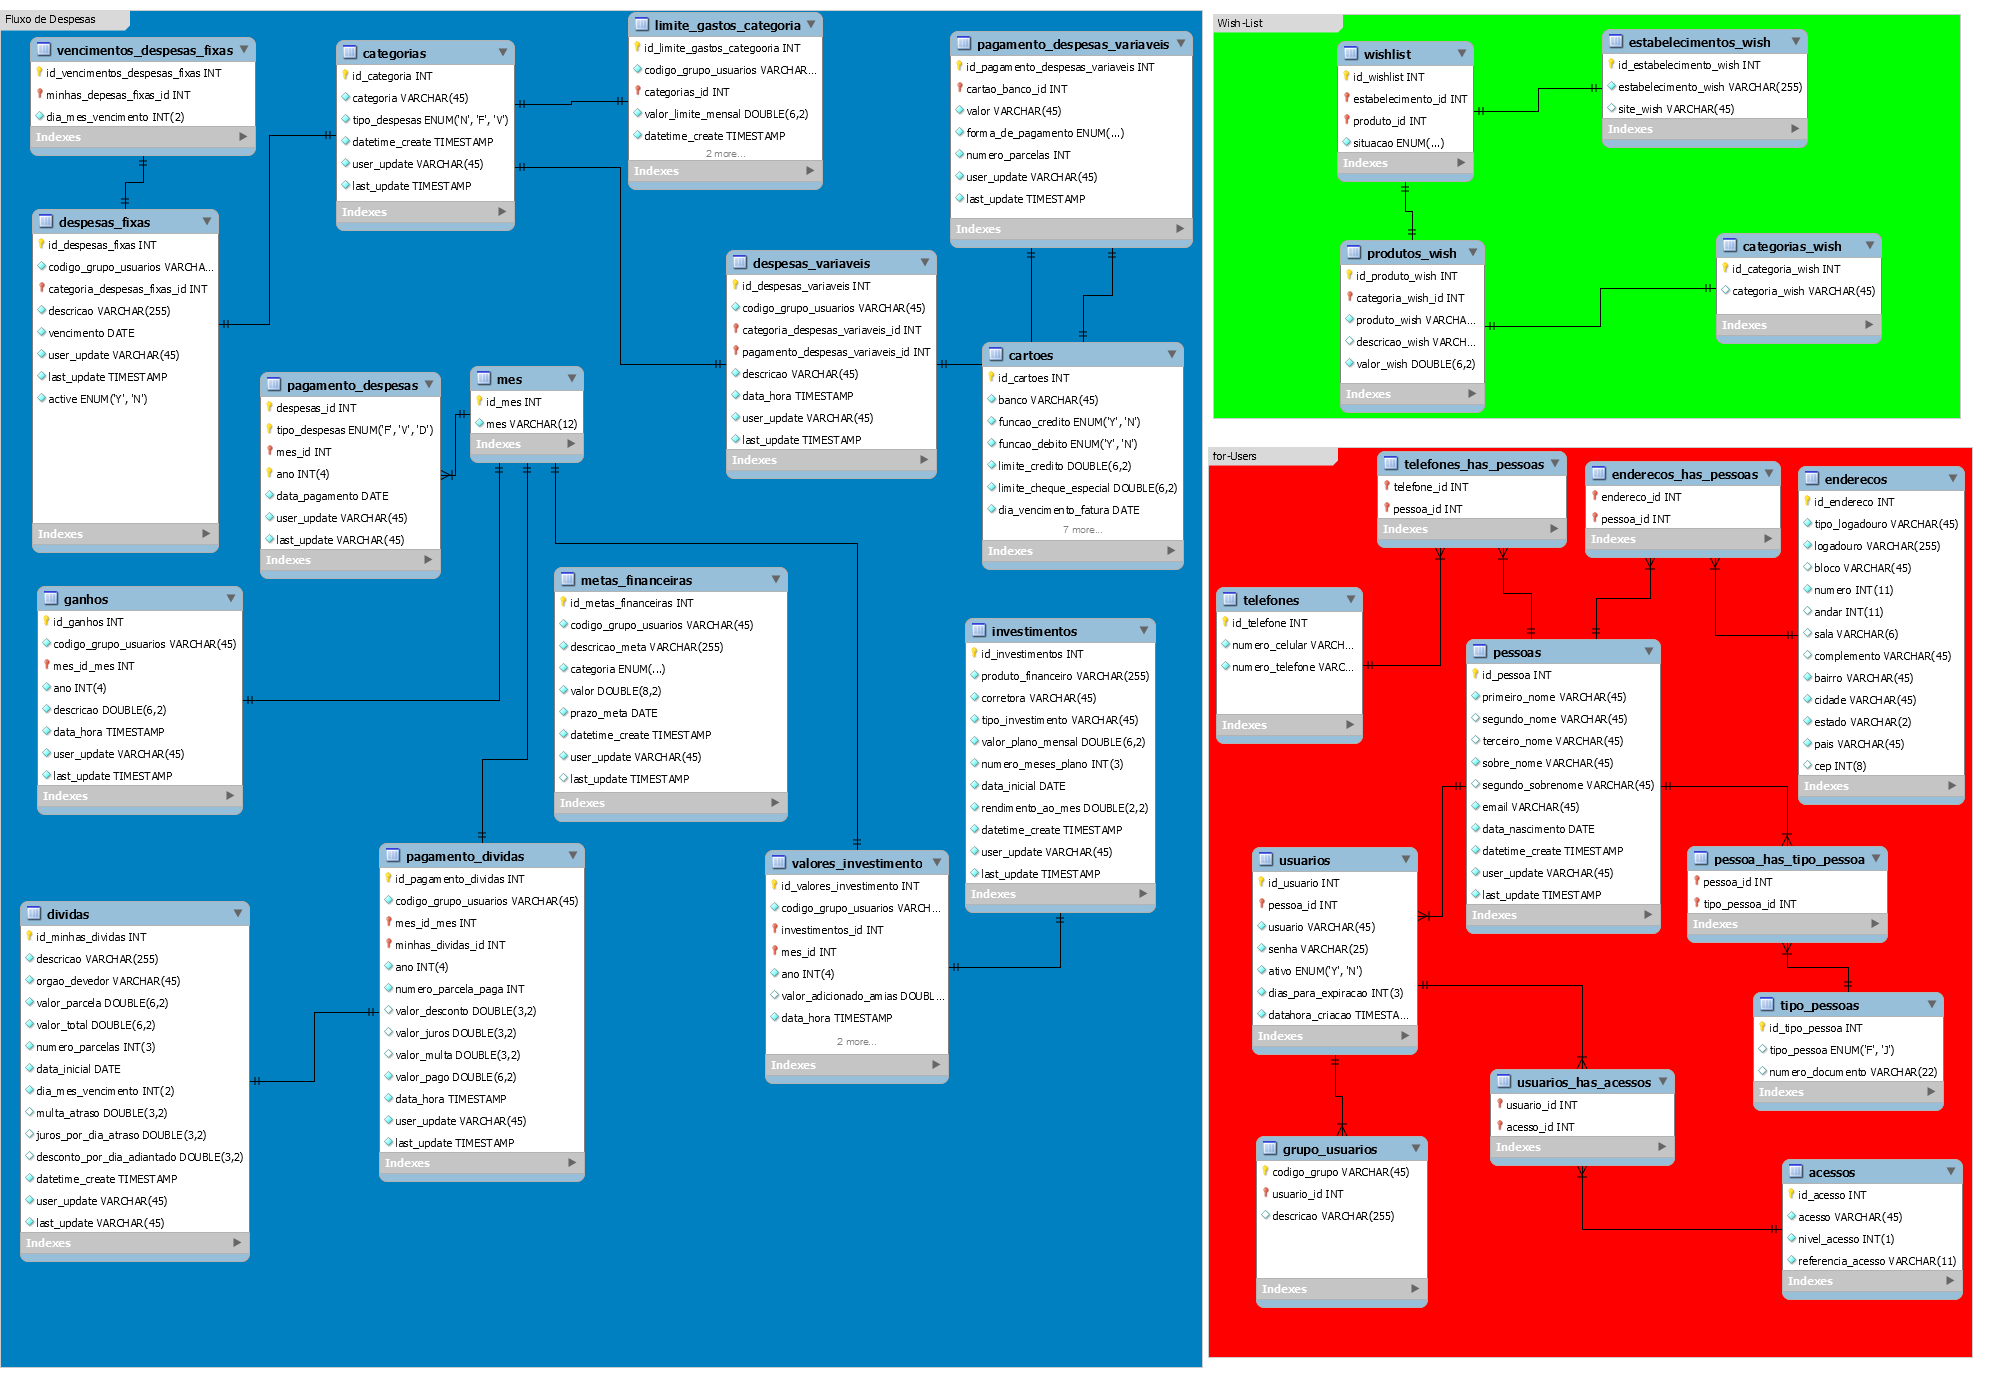 Fluxo de Despesas
vencimentos_despesas_fixas
id_vencimentos_despesas_fixas INT
minhas_depesas_fixas_id INT
dia_mes_vencimento INT(2)
Indexes
categorias
id_categoria INT
categoria VARCHAR(45)
tipo_despesas ENUM('N', 'F', 'V')
datetime_create TIMESTAMP
user_update VARCHAR(45)
last_update TIMESTAMP
Indexes
limite_gastos_categoria
id_limite_gastos_categooria INT
codigo_grupo_usuarios VARCHAR...
categorias_id INT
valor_limite_mensal DOUBLE(6,2)
datetime_create TIMESTAMP
2 more...
Indexes
pagamento_despesas_variaveis
id_pagamento_despesas_variaveis INT
cartao_banco_id INT
valor VARCHAR(45)
forma_de_pagamento ENUM(...)
numero_parcelas INT
user_update VARCHAR(45)
last_update TIMESTAMP
Indexes
despesas_fixas
id_despesas_fixas INT
codigo_grupo_usuarios VARCHA...
categoria_despesas_fixas_id INT
descricao VARCHAR(255)
vencimento DATE
user_update VARCHAR(45)
last_update TIMESTAMP
active ENUM('Y', 'N')
Indexes
despesas_variaveis
id_despesas_variaveis INT
codigo_grupo_usuarios VARCHAR(45)
categoria_despesas_variaveis_id INT
pagamento_despesas_variaveis_id INT
descricao VARCHAR(45)
data_hora TIMESTAMP
user_update VARCHAR(45)
last_update TIMESTAMP
Indexes
cartoes
id_cartoes INT
banco VARCHAR(45)
funcao_credito ENUM('Y', 'N')
funcao_debito ENUM('Y', 'N')
limite_credito DOUBLE(6,2)
limite_cheque_especial DOUBLE(6,2)
dia_vencimento_fatura DATE
7 more...
Indexes
pagamento_despesas
despesas_id INT
tipo_despesas ENUM('F', 'V', 'D')
mes_id INT
ano INT(4)
data_pagamento DATE
user_update VARCHAR(45)
last_update VARCHAR(45)
Indexes
mes
id_mes INT
mes VARCHAR(12)
Indexes
ganhos
id_ganhos INT
codigo_grupo_usuarios VARCHAR(45)
mes_id_mes INT
ano INT(4)
descricao DOUBLE(6,2)
data_hora TIMESTAMP
user_update VARCHAR(45)
last_update TIMESTAMP
Indexes
metas_financeiras
id_metas_financeiras INT
codigo_grupo_usuarios VARCHAR(45)
descricao_meta VARCHAR(255)
categoria ENUM(...)
valor DOUBLE(8,2)
prazo_meta DATE
datetime_create TIMESTAMP
user_update VARCHAR(45)
last_update TIMESTAMP
Indexes
investimentos
id_investimentos INT
produto_financeiro VARCHAR(255)
corretora VARCHAR(45)
tipo_investimento VARCHAR(45)
valor_plano_mensal DOUBLE(6,2)
numero_meses_plano INT(3)
data_inicial DATE
rendimento_ao_mes DOUBLE(2,2)
datetime_create TIMESTAMP
user_update VARCHAR(45)
last_update TIMESTAMP
Indexes
dividas
id_minhas_dividas INT
descricao VARCHAR(255)
orgao_devedor VARCHAR(45)
valor_parcela DOUBLE(6,2)
valor_total DOUBLE(6,2)
numero_parcelas INT(3)
data_inicial DATE
dia_mes_vencimento INT(2)
multa_atraso DOUBLE(3,2)
juros_por_dia_atraso DOUBLE(3,2)
desconto_por_dia_adiantado DOUBLE(3,2)
datetime_create TIMESTAMP
user_update VARCHAR(45)
last_update VARCHAR(45)
Indexes
pagamento_dividas
id_pagamento_dividas INT
codigo_grupo_usuarios VARCHAR(45)
mes_id_mes INT
minhas_dividas_id INT
ano INT(4)
numero_parcela_paga INT
valor_desconto DOUBLE(3,2)
valor_juros DOUBLE(3,2)
valor_multa DOUBLE(3,2)
valor_pago DOUBLE(6,2)
data_hora TIMESTAMP
user_update VARCHAR(45)
last_update TIMESTAMP
Indexes
valores_investimento
id_valores_investimento INT
codigo_grupo_usuarios VARCH...
investimentos_id INT
mes_id INT
ano INT(4)
valor_adicionado_amias DOUBL...
data_hora TIMESTAMP
2 more...
Indexes
Wish-List
wishlist
id_wishlist INT
estabelecimento_id INT
produto_id INT
situacao ENUM(...)
Indexes
estabelecimentos_wish
id_estabelecimento_wish INT
estabelecimento_wish VARCHAR(255)
site_wish VARCHAR(45)
Indexes
produtos_wish
id_produto_wish INT
categoria_wish_id INT
produto_wish VARCHA...
descricao_wish VARCH...
valor_wish DOUBLE(6,2)
Indexes
categorias_wish
id_categoria_wish INT
categoria_wish VARCHAR(45)
Indexes
for-Users
telefones_has_pessoas
telefone_id INT
pessoa_id INT
Indexes
enderecos_has_pessoas
endereco_id INT
pessoa_id INT
Indexes
enderecos
id_endereco INT
tipo_logadouro VARCHAR(45)
logadouro VARCHAR(255)
bloco VARCHAR(45)
numero INT(11)
andar INT(11)
sala VARCHAR(6)
complemento VARCHAR(45)
bairro VARCHAR(45)
cidade VARCHAR(45)
estado VARCHAR(2)
pais VARCHAR(45)
cep INT(8)
Indexes
telefones
id_telefone INT
numero_celular VARCH...
numero_telefone VARC...
Indexes
pessoas
id_pessoa INT
primeiro_nome VARCHAR(45)
segundo_nome VARCHAR(45)
terceiro_nome VARCHAR(45)
sobre_nome VARCHAR(45)
segundo_sobrenome VARCHAR(45)
email VARCHAR(45)
data_nascimento DATE
datetime_create TIMESTAMP
user_update VARCHAR(45)
last_update TIMESTAMP
Indexes
usuarios
id_usuario INT
pessoa_id INT
usuario VARCHAR(45)
senha VARCHAR(25)
ativo ENUM('Y', 'N')
dias_para_expiracao INT(3)
datahora_criacao TIMESTA...
Indexes
pessoa_has_tipo_pessoa
pessoa_id INT
tipo_pessoa_id INT
Indexes
tipo_pessoas
id_tipo_pessoa INT
tipo_pessoa ENUM('F', 'J')
numero_documento VARCHAR(22)
Indexes
usuarios_has_acessos
usuario_id INT
acesso_id INT
Indexes
grupo_usuarios
codigo_grupo VARCHAR(45)
usuario_id INT
descricao VARCHAR(255)
Indexes
acessos
id_acesso INT
acesso VARCHAR(45)
nivel_acesso INT(1)
referencia_acesso VARCHAR(11)
Indexes